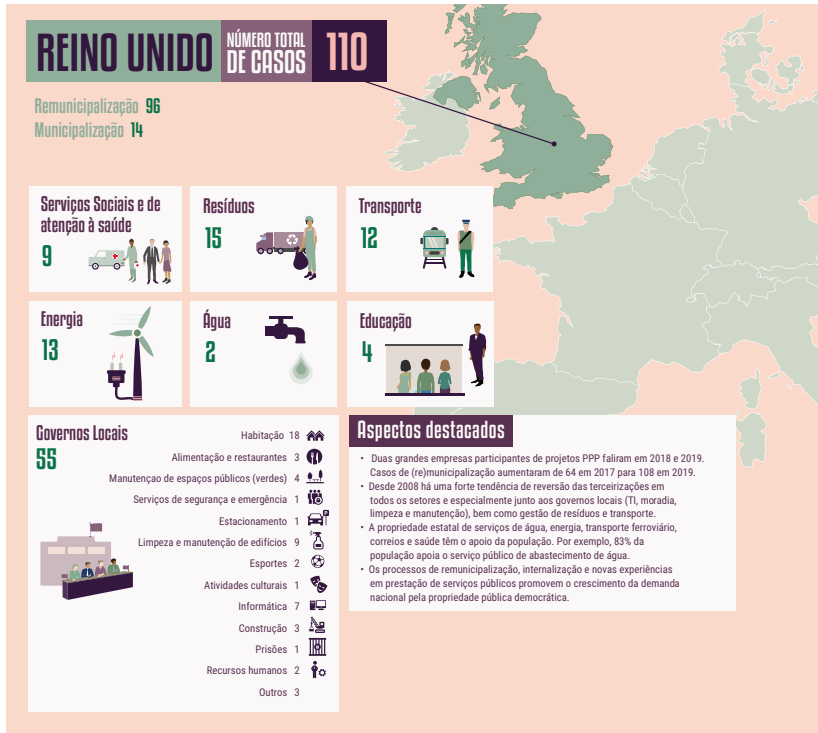 REINO UNIDO
NÚMERO TOTAL
DE CASOS
110
Remunicipalização 96
Municipalização 14
Serviços Sociais e de
atenção à saúde
9
Resíduos
15
Transporte
12
Energia
13
Água
2
Educação
4
Governos Locais
55
Habitação 18
Alimentação e restaurantes 3
Manutençao de espaços públicos (verdes) 4
Serviços de segurança e emergência 1
Estacionamento 1
P
Limpeza e manutenção de edifícios 9
Esportes 2
Atividades culturais 1
Informática 7
Construção 3
Prisões 1
Recursos humanos 2
Outros 3
Aspectos destacados
• Duas grandes empresas participantes de projetos PPP faliram em 2018 e 2019.
Casos de (re)municipalização aumentaram de 64 em 2017 para 108 em 2019.
• Desde 2008 há uma forte tendência de reversão das terceirizações em
todos os setores e especialmente junto aos governos locais (TI, moradia,
limpeza e manutenção), bem como gestão de resíduos e transporte.
• A propriedade estatal de serviços de água, energia, transporte ferroviário,
correios e saúde têm o apoio da população. Por exemplo, 83% da
população apoia o serviço público de abastecimento de água.
• Os processos de remunicipalização, internalização e novas experiências
em prestação de serviços públicos promovem o crescimento da demanda
nacional pela propriedade pública democrática.